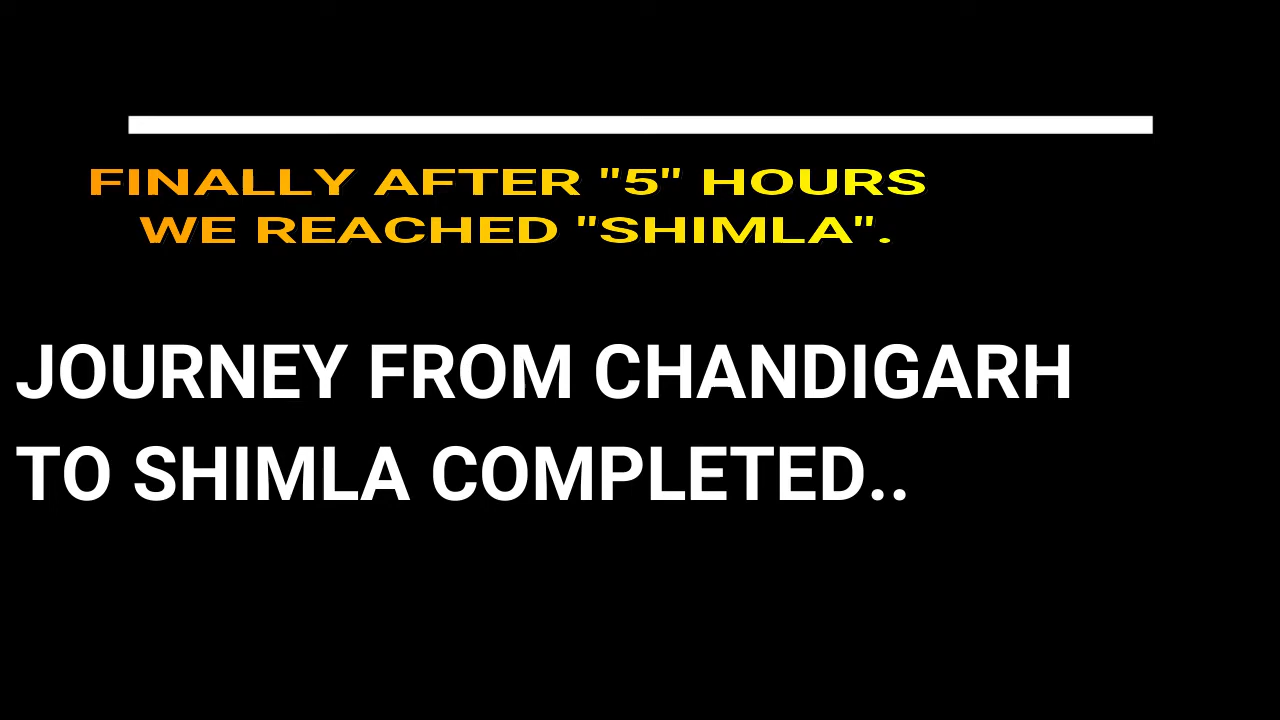 FINALLY AFTER "5" HOURS
WE REACHED "SHIMLA".
JOURNEY FROM CHANDIGARH
TO SHIMLA COMPLETED..